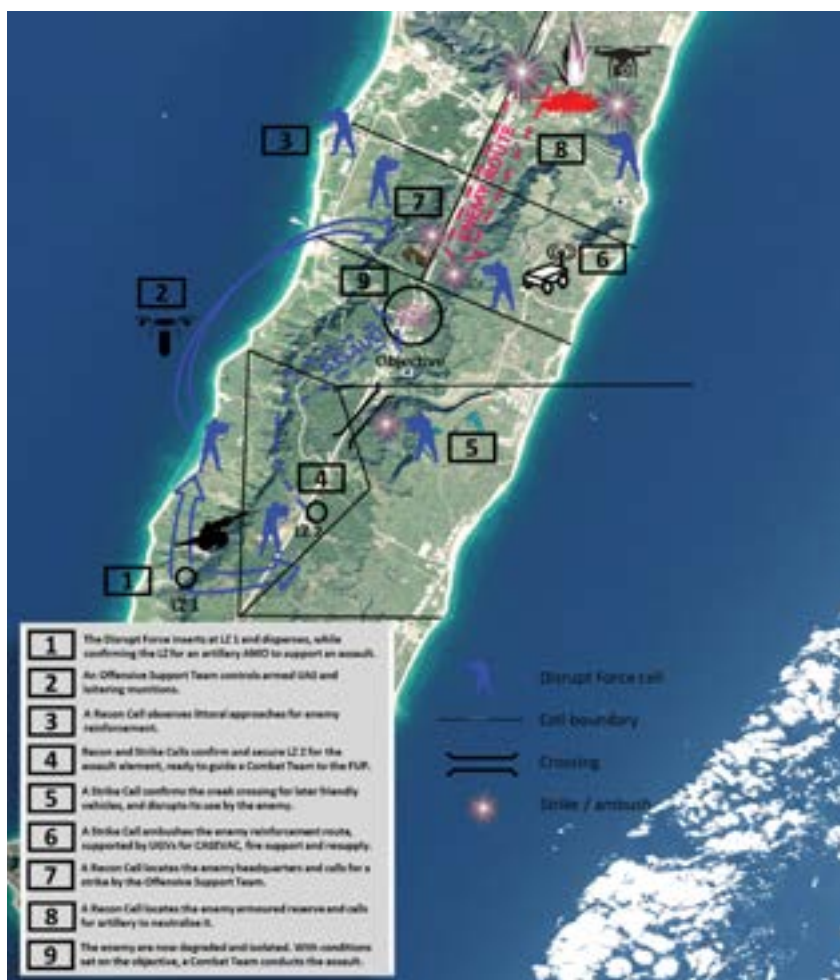 3
8
7
ENEMY ROUTE
6
9
2
ASSAULT
Objective
5
4
LZ 2
1
LZ 1
1 The Disrupt Force inserts at LZ 1 and disperses, while
confirming the LZ for an artillery AMO to support an assault.
2 An Offensive Support Team controls armed UAS and
loitering munitions.
3 A Recon Cell observes littoral approaches for enemy
reinforcement.
4 Recon and Strike Cells confirm and secure LZ 2 for the
assault element, ready to guide a Combat Team to the FUP.
5 A Strike Cell confirms the creek crossing for later friendly
vehicles, and disrupts its use by the enemy.
6 A Strike Cell ambushes the enemy reinforcement route,
supported by UGVs for CASEVAC, fire support and resupply.
7 A Recon Cell locates the enemy headquarters and calls for a
strike by the Offensive Support Team.
8 A Recon Cell locates the enemy armoured reserve and calls
for artillery to neutralise it.
9 The enemy are now degraded and isolated. With conditions
set on the objective, a Combat Team conducts the assault.
Disrupt Force cell
Cell boundary
Crossing
Strike / ambush